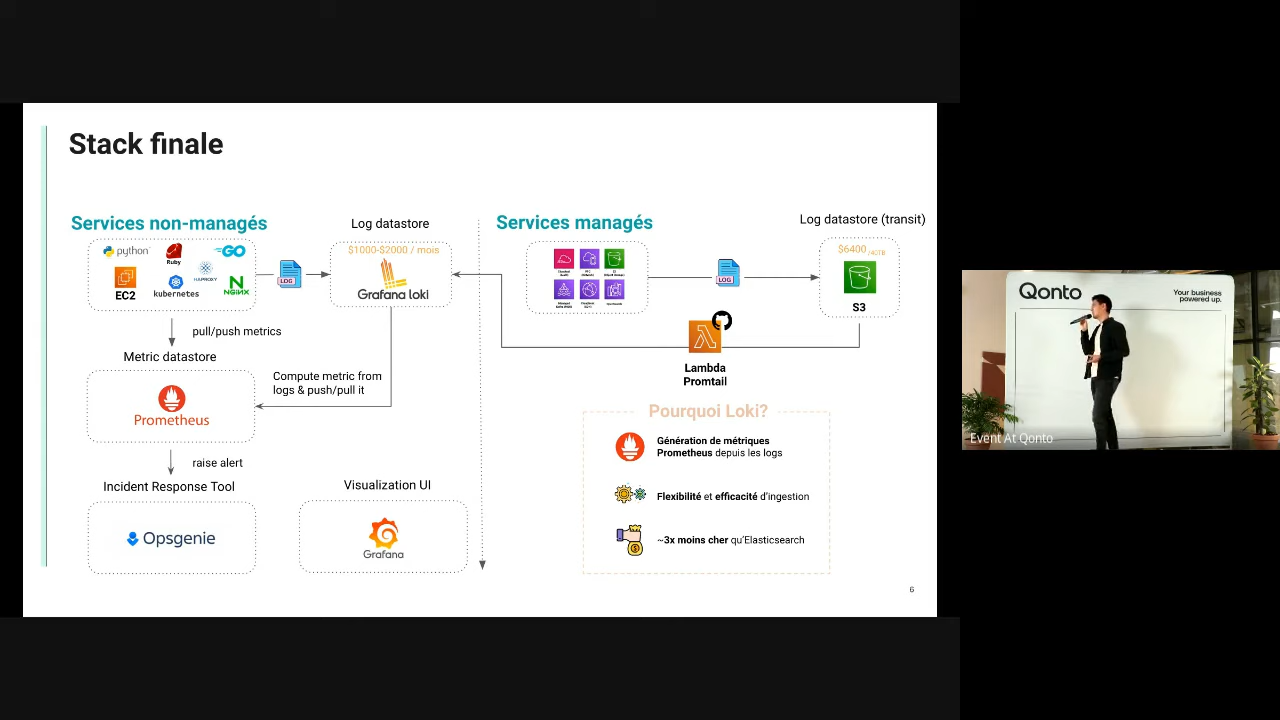 Stack finale
Services non-managés
python
Ruby
GO
EC2
kubernetes
HAPROXY
NGINX
LOG
Log datastore
$1000-$2000 / mois
Grafana loki
pull/push metrics
Metric datastore
Prometheus
Compute metric from
logs & push/pull it
raise alert
Incident Response Tool
Opsgenie
Visualization UI
Grafana
Services managés
LOG
Log datastore (transit)
$6400 /40TB
S3
Lambda
Promtail
Pourquoi Loki?
Génération de métriques
Prometheus depuis les logs
Flexibilité et efficacité d'ingestion
~3x moins cher qu'Elasticsearch
6
Qonto
Your business
powered up.
Event At Qonto